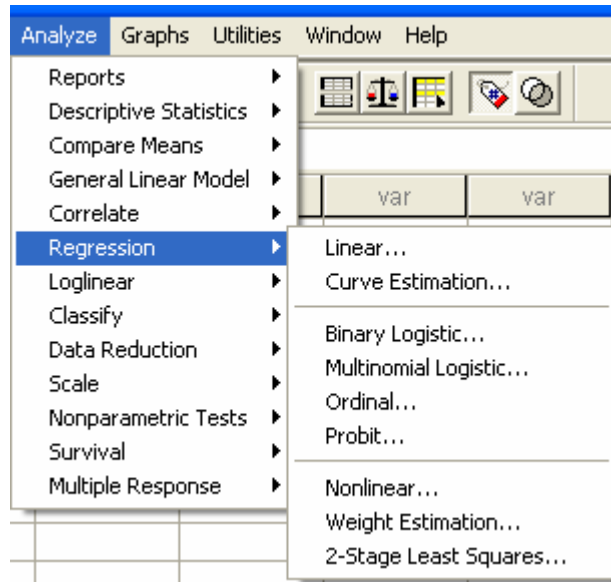 Analyze Graphs Utilities Window Help
Reports
Descriptive Statistics
Compare Means
General Linear Model
Correlate
Regression
Loglinear
Classify
Data Reduction
Scale
Nonparametric Tests
Survival
Multiple Response
var var
Linear...
Curve Estimation...
Binary Logistic...
Multinomial Logistic...
Ordinal...
Probit...
Nonlinear...
Weight Estimation...
2-Stage Least Squares...